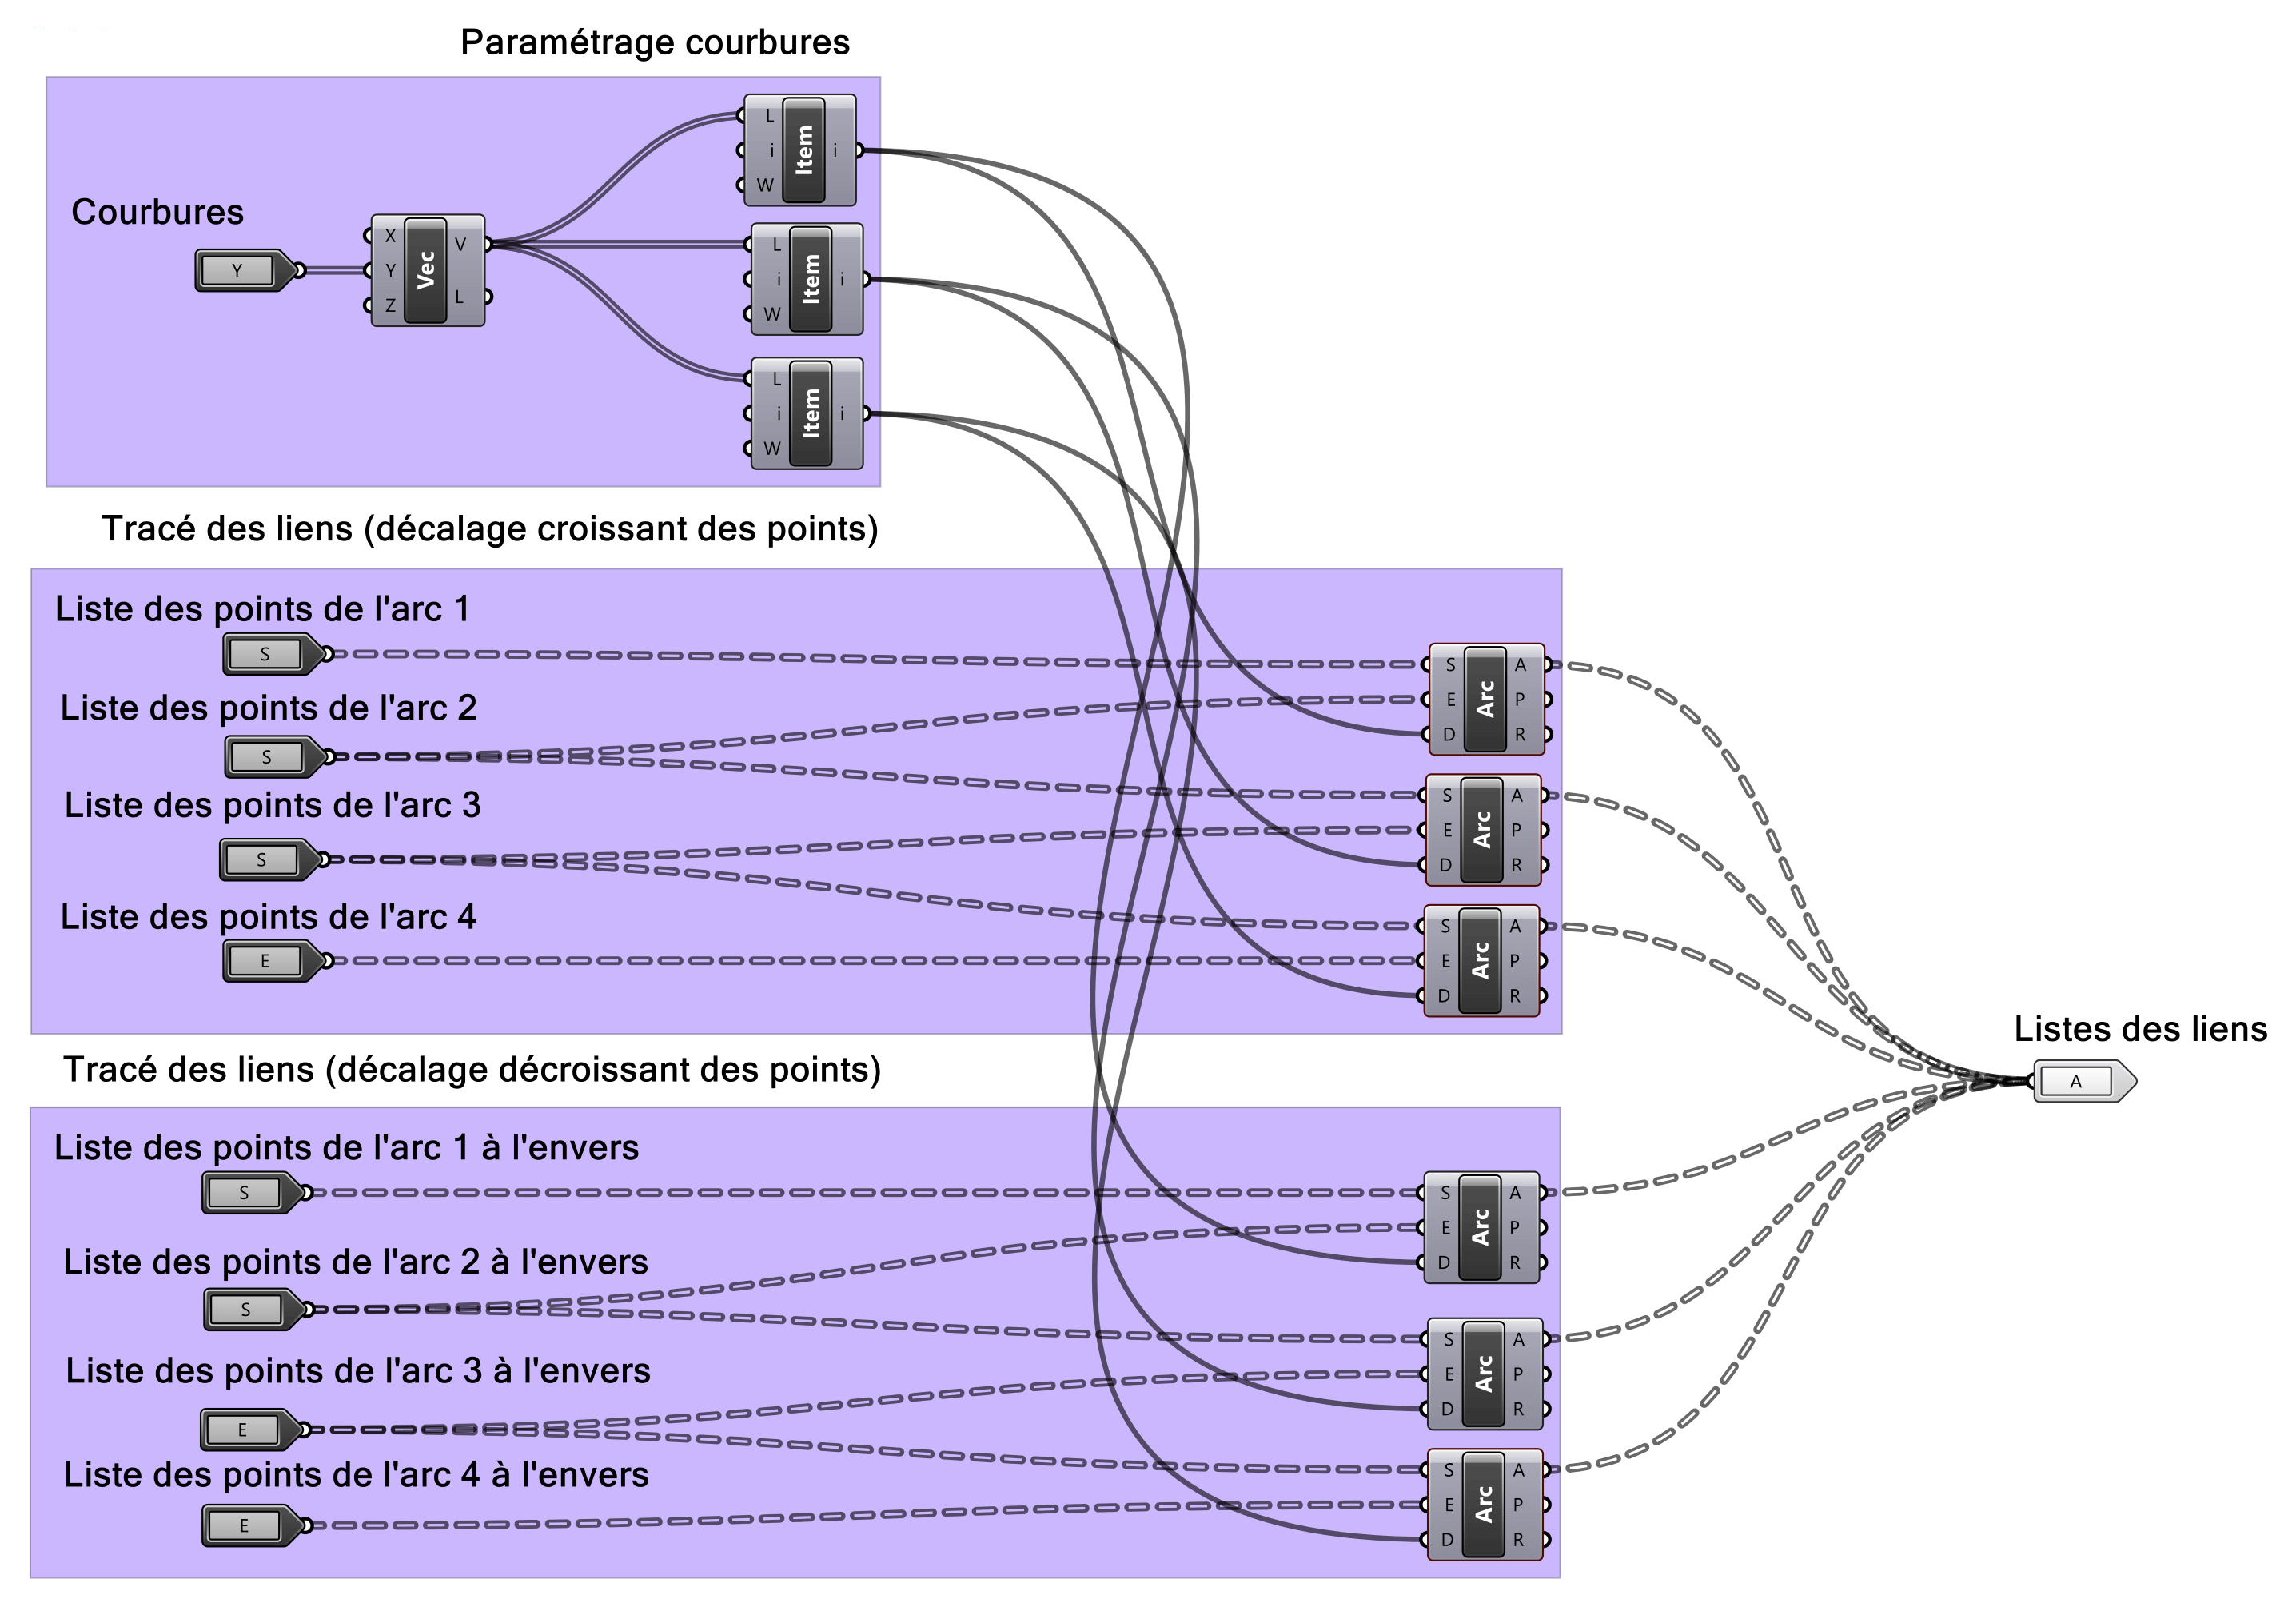 Paramétrage courbures
Courbures
Y
X
Y
Z
Vec
V
L
L
i
W
Item
i
L
i
W
Item
i
L
i
W
Item
i
Tracé des liens (décalage croissant des points)
Liste des points de l'arc 1
S
Liste des points de l'arc 2
S
Liste des points de l'arc 3
S
Liste des points de l'arc 4
E
S
E
D
Arc
A
P
R
S
E
D
Arc
A
P
R
S
E
D
Arc
A
P
R
Listes des liens
A
Tracé des liens (décalage décroissant des points)
Liste des points de l'arc 1 à l'envers
S
Liste des points de l'arc 2 à l'envers
S
Liste des points de l'arc 3 à l'envers
E
Liste des points de l'arc 4 à l'envers
E
S
E
D
Arc
A
P
R
S
E
D
Arc
A
P
R
S
E
D
Arc
A
P
R